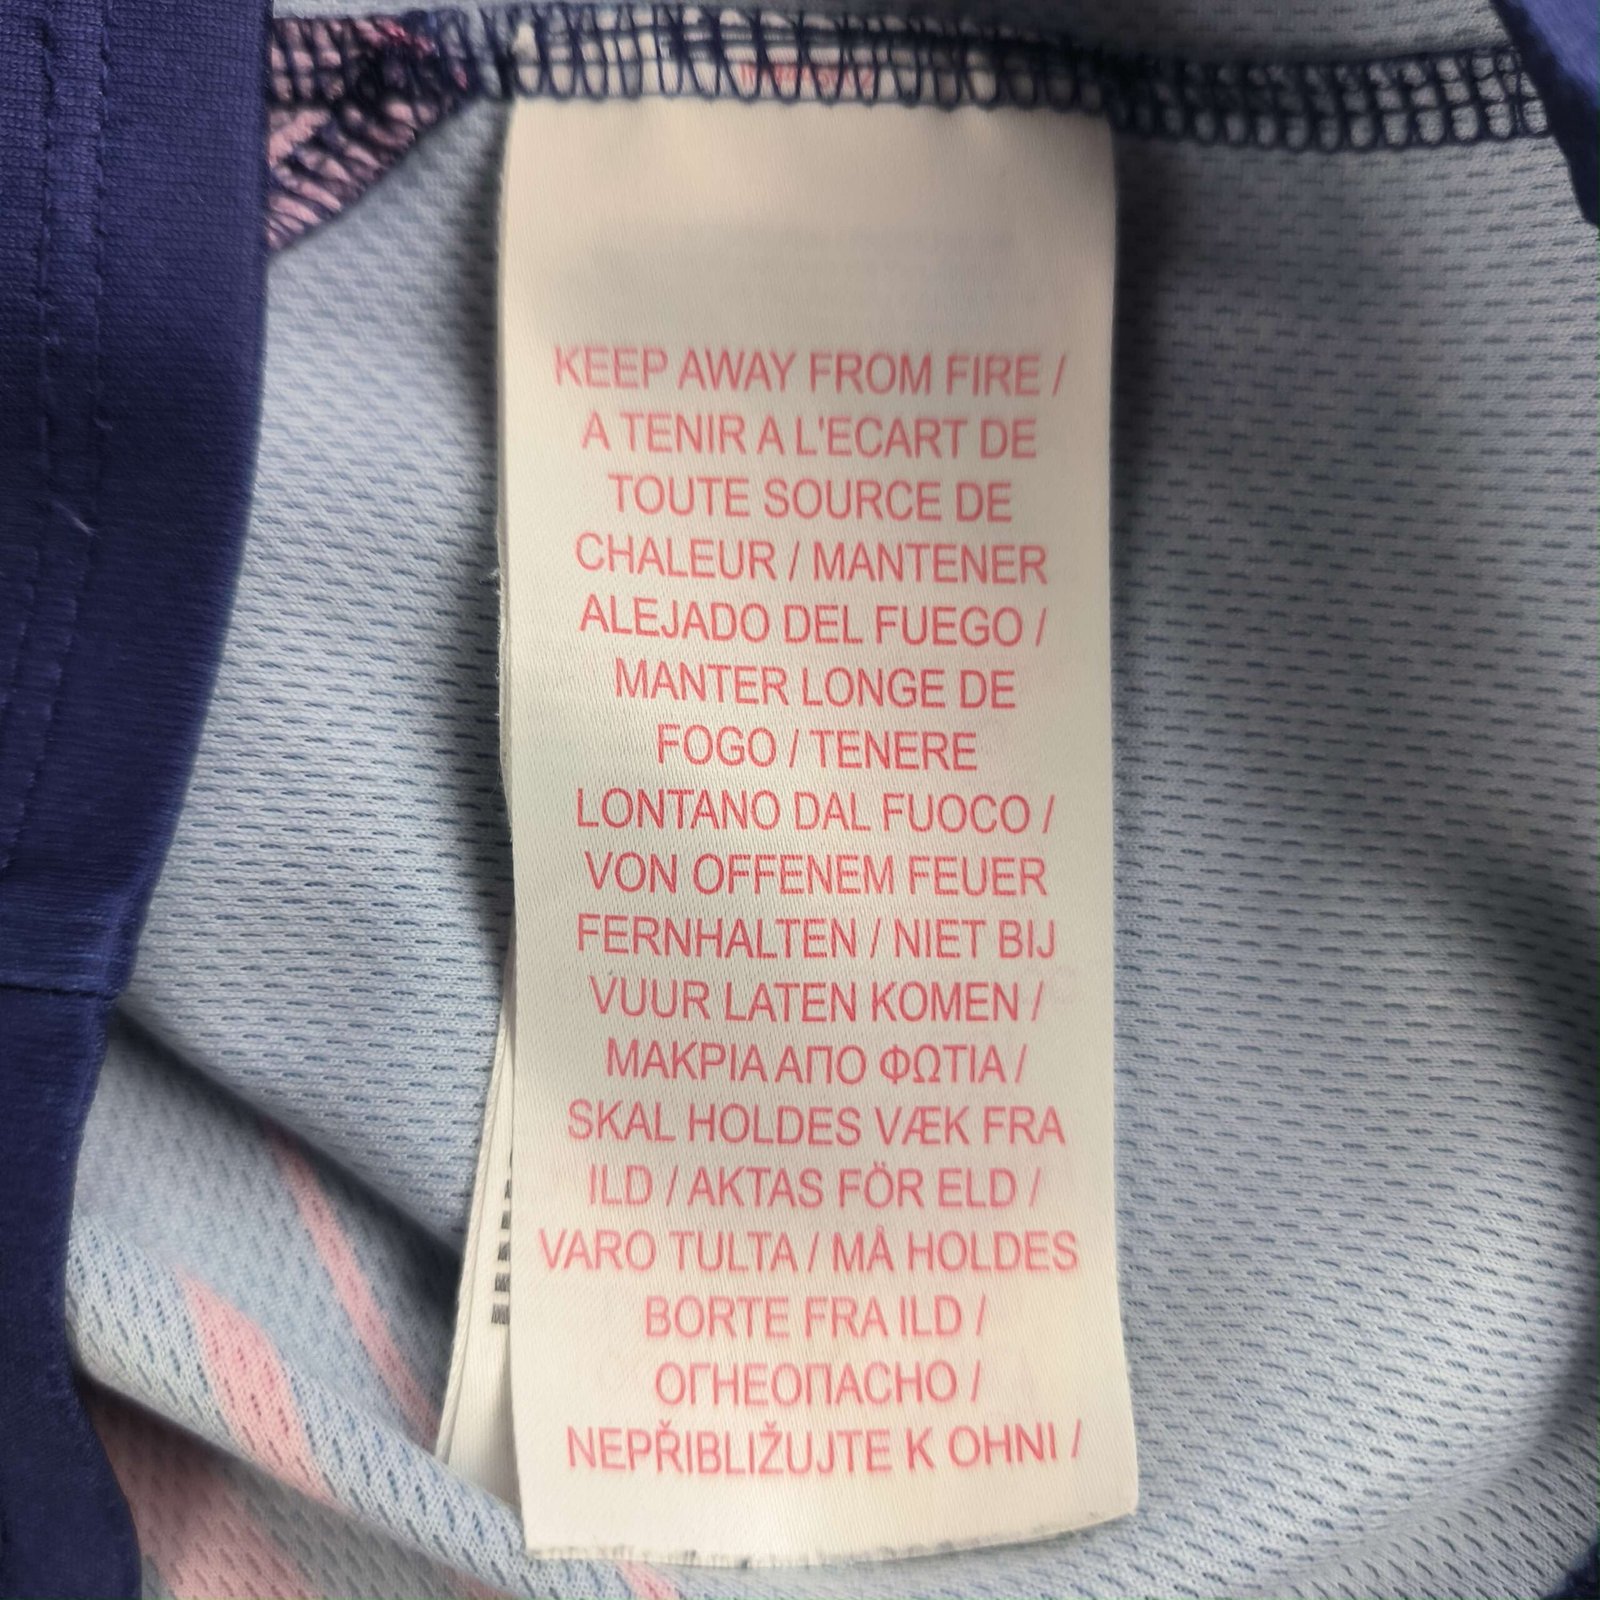 KEEP AWAY FROM FIRE /
A TENIR A L'ECART DE
TOUTE SOURCE DE
CHALEUR / MANTENER
ALEJADO DEL FUEGO /
MANTER LONGE DE
FOGO / TENERE
LONTANO DAL FUOCO /
VON OFFENEM FEUER
FERNHALTEN / NIET BIJ
VUUR LATEN KOMEN /
ΜΑΚΡΙΑ ΑΠΟ ΦΩΤΙΑ /
SKAL HOLDES VÆK FRA
ILD / AKTAS FÖR ELD /
VARO TULTA / MÅ HOLDES
BORTE FRA ILD /
ОГНЕОПАСНО /
NEPŘIBLIŽUJTE K OHNI /